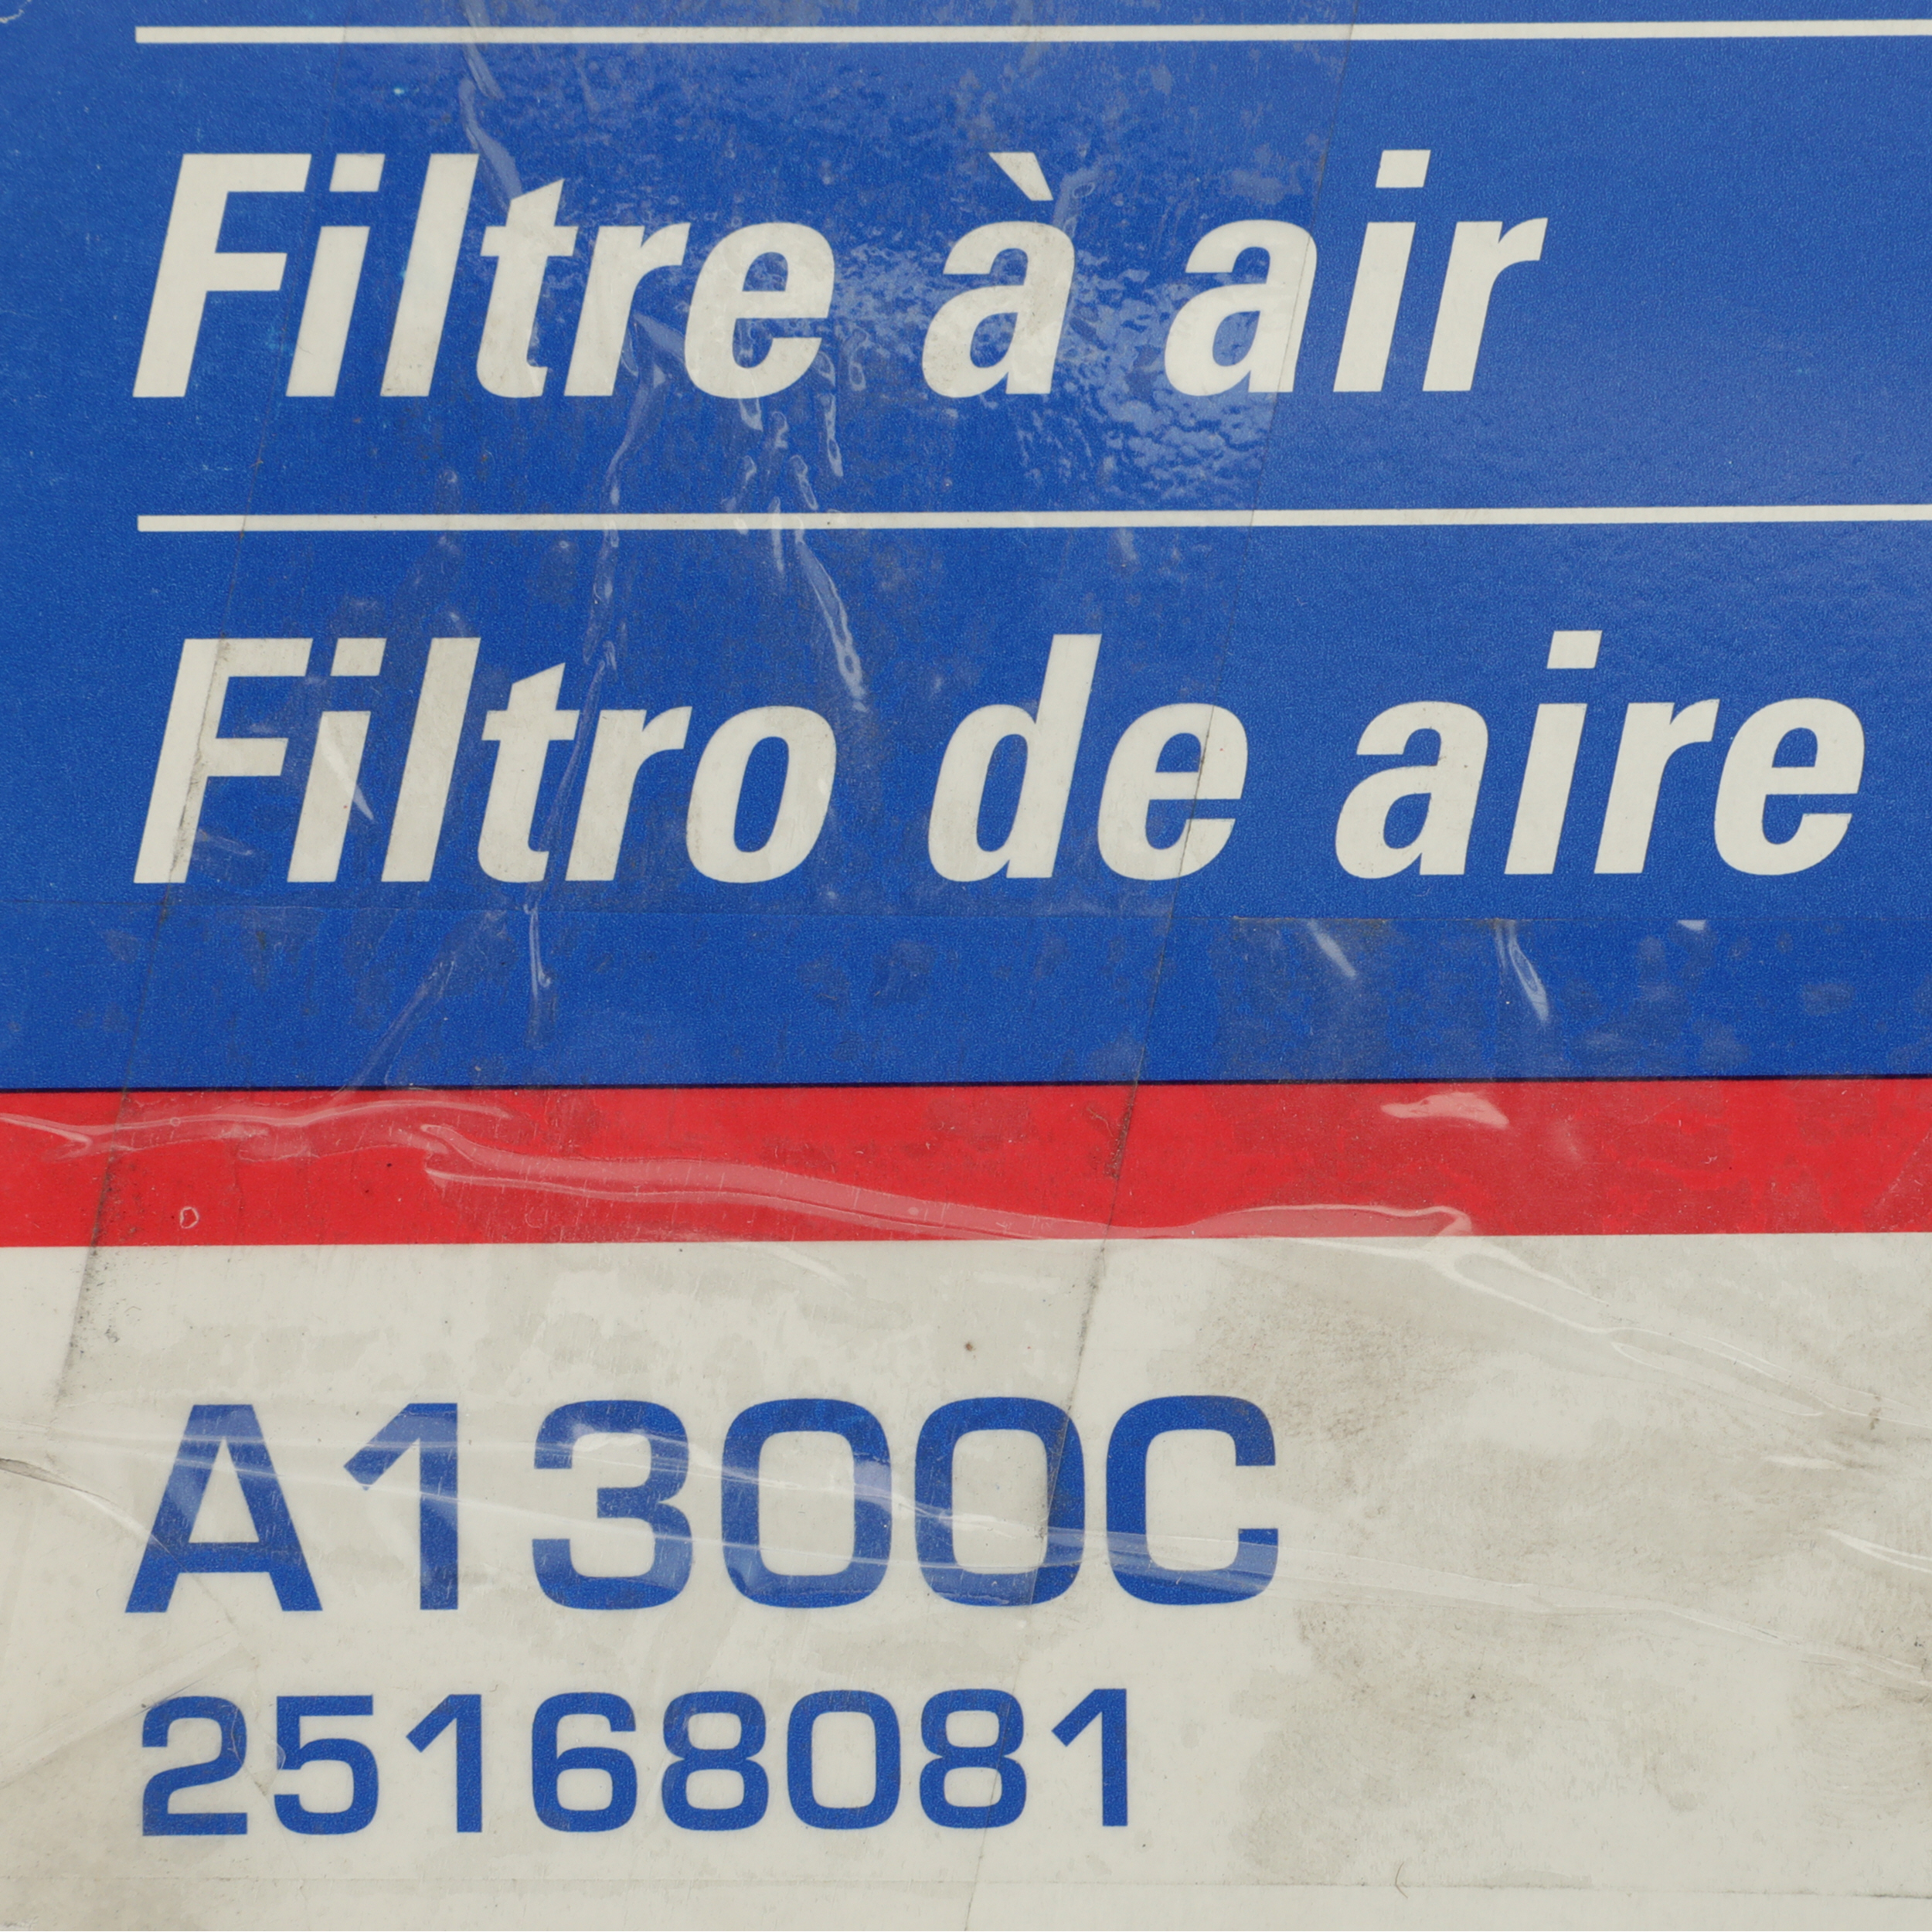 Filtre à air
Filtro de aire
A1300C
25168081